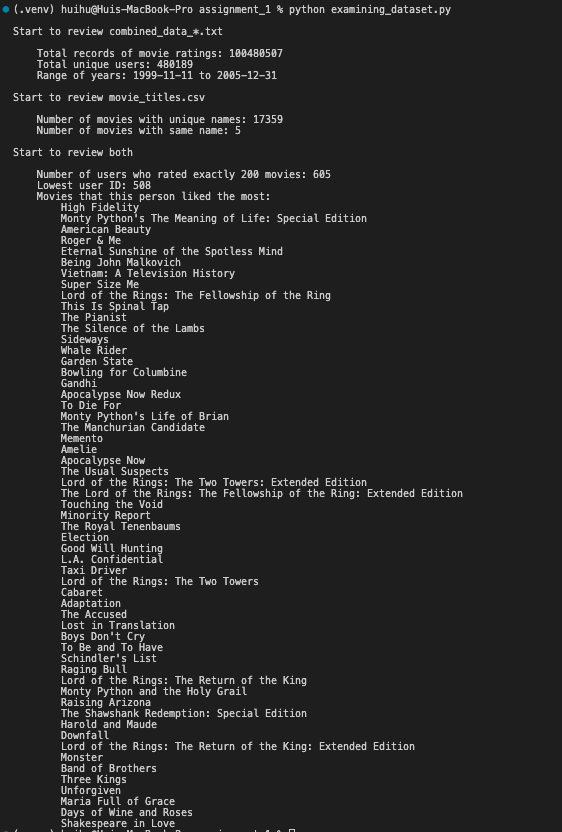 (.venv) huihu@Huis-MacBook-Pro assignment_1 % python examining_dataset.py
Start to review combined_data_*.txt
Total records of movie ratings: 100480507
Total unique users: 480189
Range of years: 1999-11-11 to 2005-12-31
Start to review movie_titles.csv
Number of movies with unique names: 17359
Number of movies with same name: 5
Start to review both
Number of users who rated exactly 200 movies: 605
Lowest user ID: 508
Movies that this person liked the most:
High Fidelity
Monty Python's The Meaning of Life: Special Edition
American Beauty
Roger & Me
Eternal Sunshine of the Spotless Mind
Being John Malkovich
Vietnam: A Television History
Super Size Me
Lord of the Rings: The Fellowship of the Ring
This Is Spinal Tap
The Pianist
The Silence of the Lambs
Sideways
Whale Rider
Garden State
Bowling for Columbine
Gandhi
Apocalypse Now Redux
To Die For
Monty Python's Life of Brian
The Manchurian Candidate
Memento
Amelie
Apocalypse Now
The Usual Suspects
Lord of the Rings: The Two Towers: Extended Edition
The Lord of the Rings: The Fellowship of the Ring: Extended Edition
Touching the Void
Minority Report
The Royal Tenenbaums
Election
Good Will Hunting
L.A. Confidential
Taxi Driver
Lord of the Rings: The Two Towers
Cabaret
Adaptation
The Accused
Lost in Translation
Boys Don't Cry
To Be and To Have
Schindler's List
Raging Bull
Lord of the Rings: The Return of the King
Monty Python and the Holy Grail
Raising Arizona
The Shawshank Redemption: Special Edition
Harold and Maude
Downfall
Lord of the Rings: The Return of the King: Extended Edition
Monster
Band of Brothers
Three Kings
Unforgiven
Maria Full of Grace
Days of Wine and Roses
Shakespeare in Love